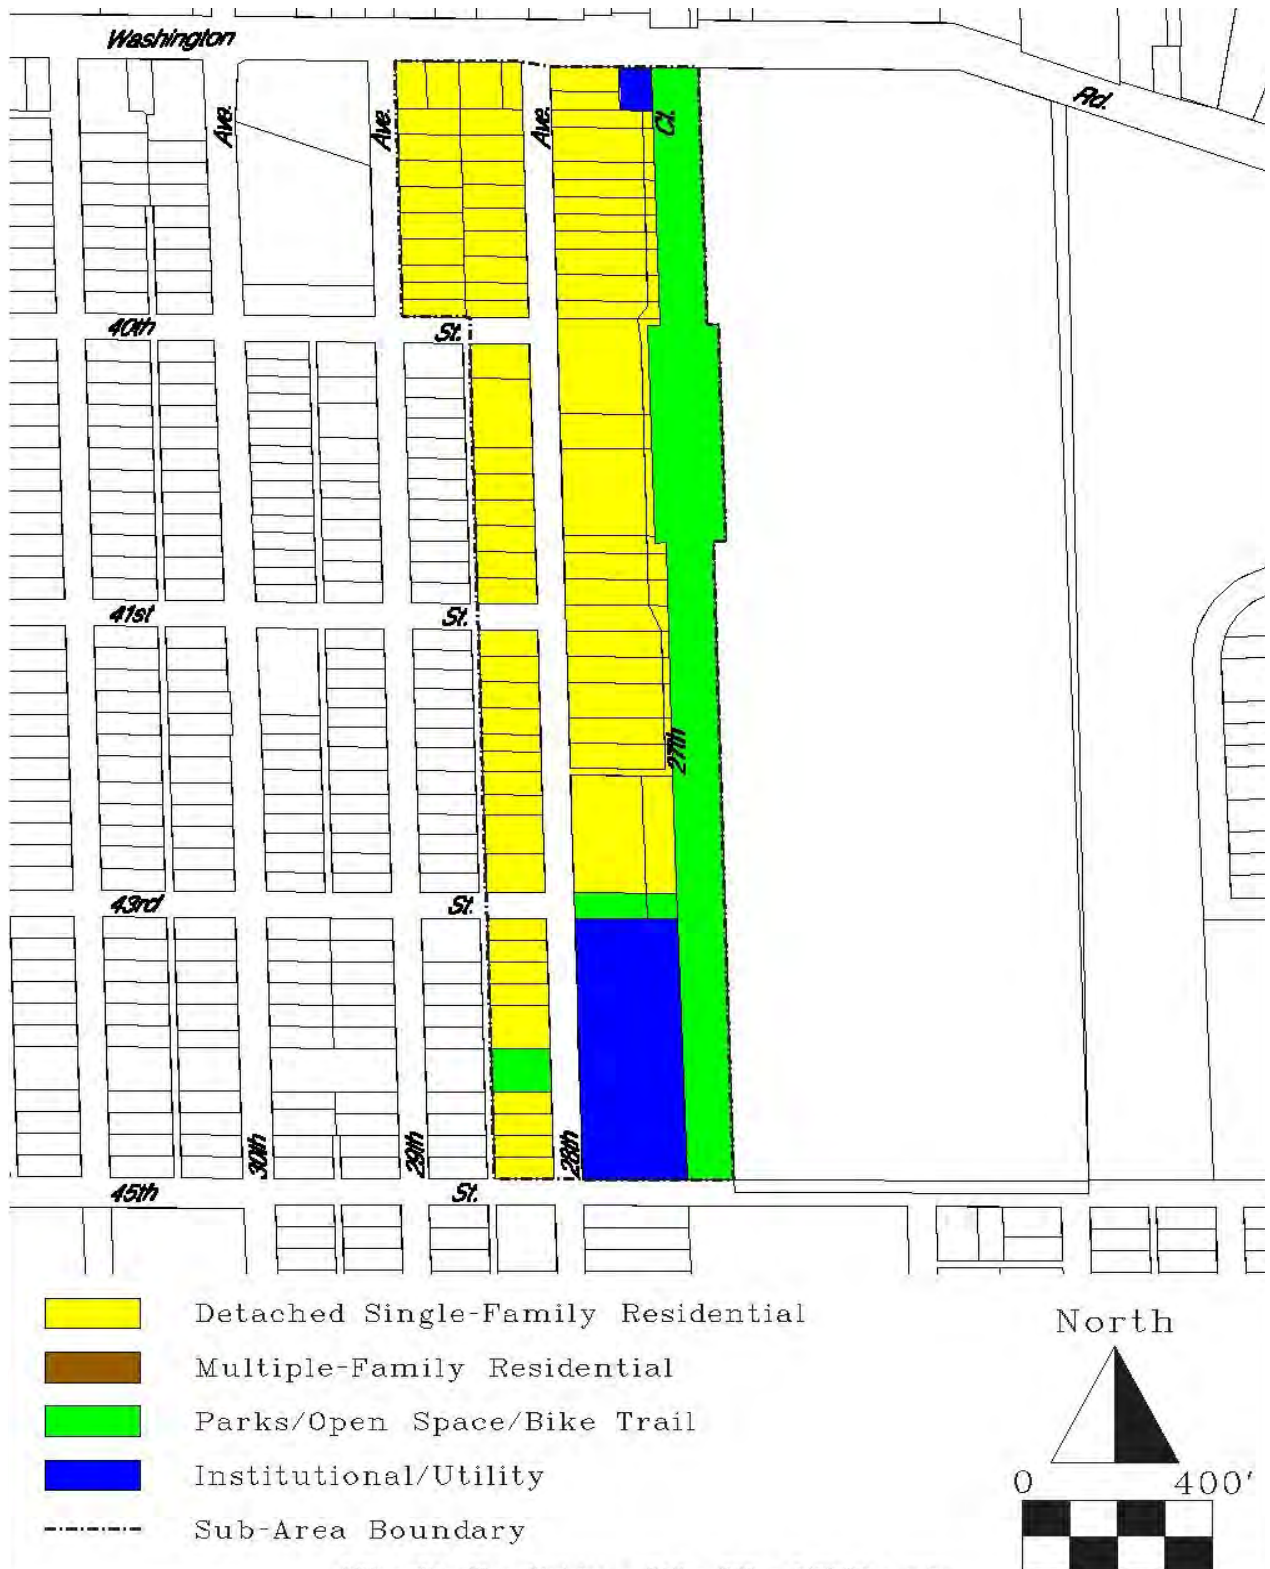 Washington
Rd.
Ave.
Ave.
Ave.
Ct.
40th
St.
41st
St.
27th
43rd
St.
30th
29th
28th
45th
St.
Detached Single-Family Residential
Multiple-Family Residential
Parks/Open Space/Bike Trail
Institutional/Utility
Sub-Area Boundary
North
0 400'